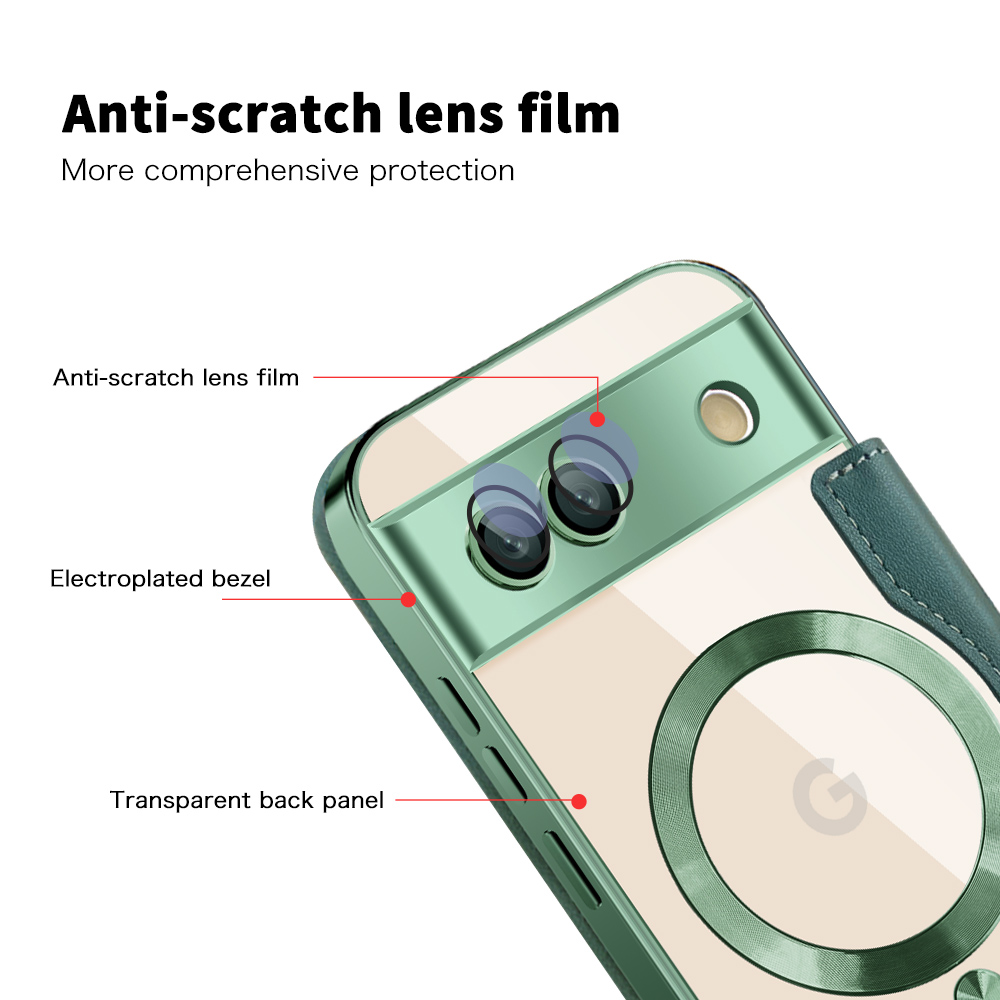 Anti-scratch lens film
More comprehensive protection
Anti-scratch lens film
Electroplated bezel
Transparent back panel
G